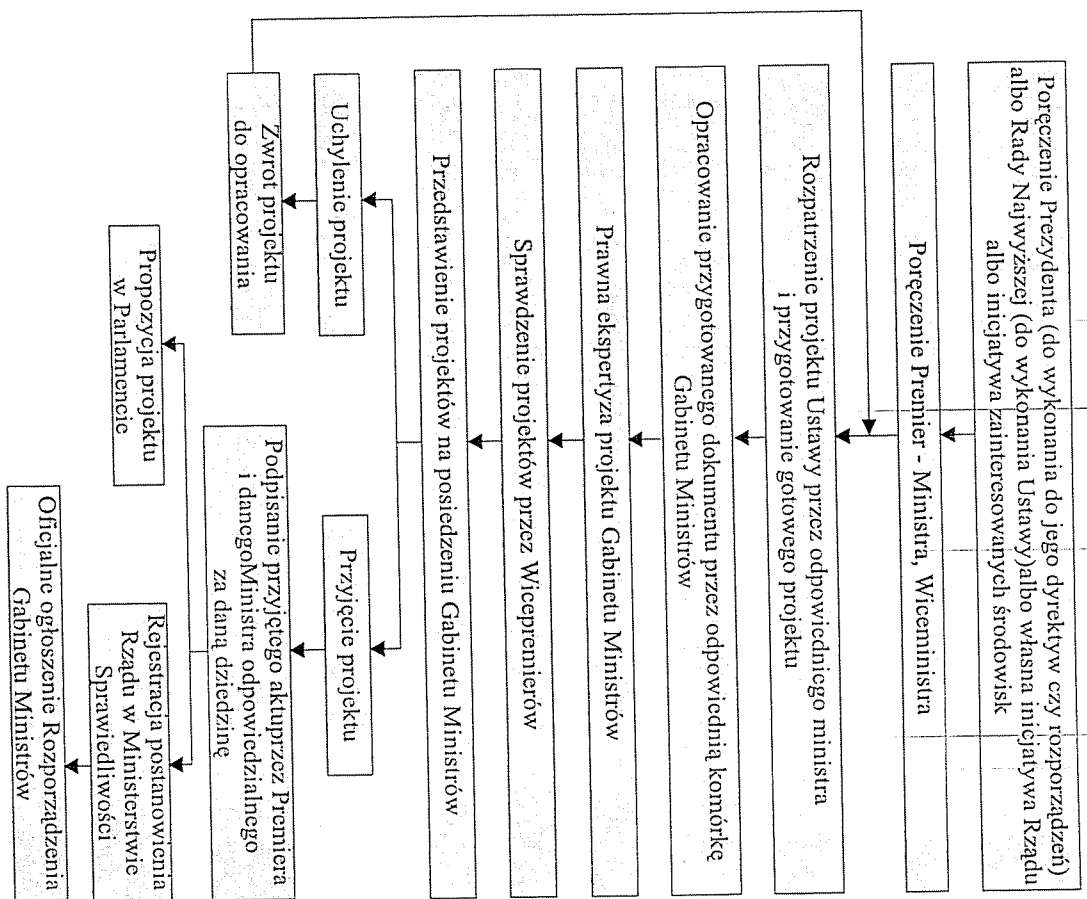 Poręczenie Prezydenta (do wykonania do jego dyrektyw czy rozporządzeń)
albo Rady Najwyższej (do wykonania Ustawy)albo własna inicjatywa Rządu
albo inicjatywa zainteresowanych środowisk
Poręczenie Premier - Ministra, Wiceministra
Rozpatrzenie projektu Ustawy przez odpowiedniego ministra
i przygotowanie gotowego projektu
Opracowanie przygotowanego dokumentu przez odpowiednią komórkę
Gabinetu Ministrów
Prawna ekspertyza projektu Gabinetu Ministrów
Sprawdzenie projektów przez Wicepremierów
Przedstawienie projektów na posiedzeniu Gabinetu Ministrów
Uchylenie projektu
Przyjęcie projektu
Zwrot projektu
do opracowania
Podpisanie przyjętego aktuprzez Premiera
i danegoMinistra odpowiedzialnego
za daną dziedzinę
Propozycja projektu
w Parlamencie
Rejestracja postanowienia
Rządu w Ministerstwie
Sprawiedliwości
Oficjalne ogłoszenie Rozporządzenia
Gabinetu Ministrów